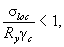 σ_loc / (R_y γ_c) < 1,